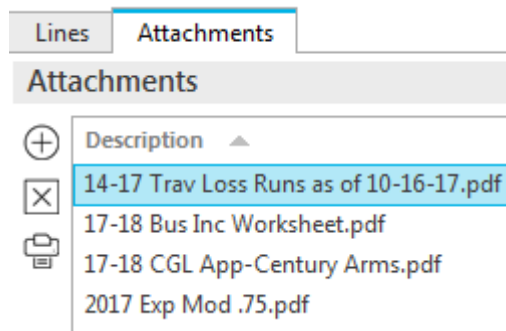 Lines Attachments
Attachments
Description
14-17 Trav Loss Runs as of 10-16-17.pdf
17-18 Bus Inc Worksheet.pdf
17-18 CGL App-Century Arms.pdf
2017 Exp Mod .75.pdf